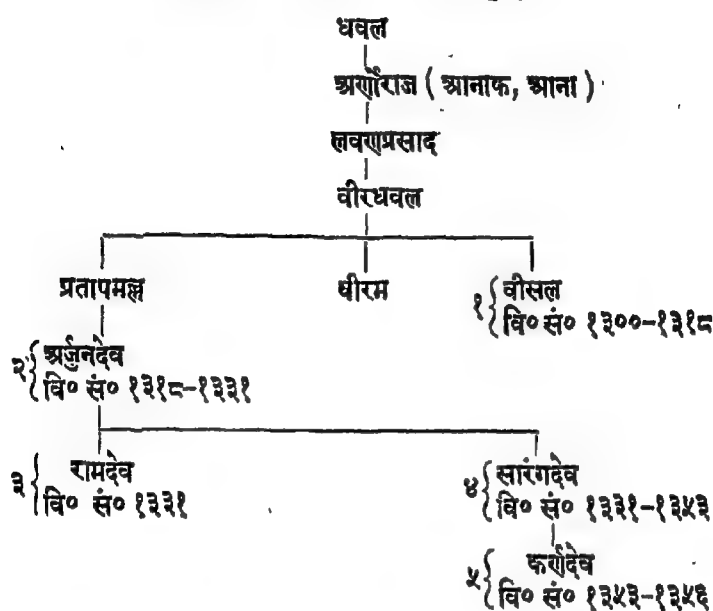 धवल
अर्णोराज ( आनाक, आना )
लवणप्रसाद
वीरधवल
प्रतापमल्ल
वीरम
१ { वीसल
वि० सं० १३००-१३१८
२ { अर्जुनदेव
वि० सं० १३१८-१३३१
३ { रामदेव
वि० सं० १३३१
४ { सारंगदेव
वि० सं० १३३१-१३५३
५ { कर्णदेव
वि० सं० १३५३-१३५६